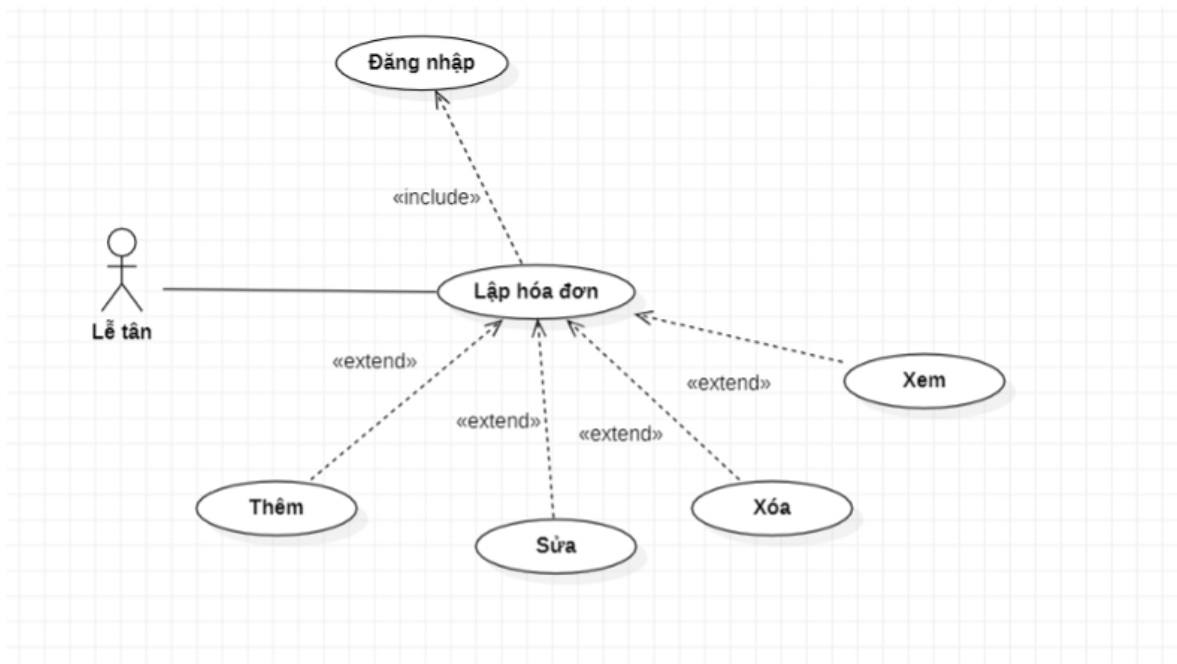 Đăng nhập
«include»
Lập hóa đơn
Lễ tân
«extend»
«extend»
«extend»
«extend»
Xem
Thêm
Sửa
Xóa